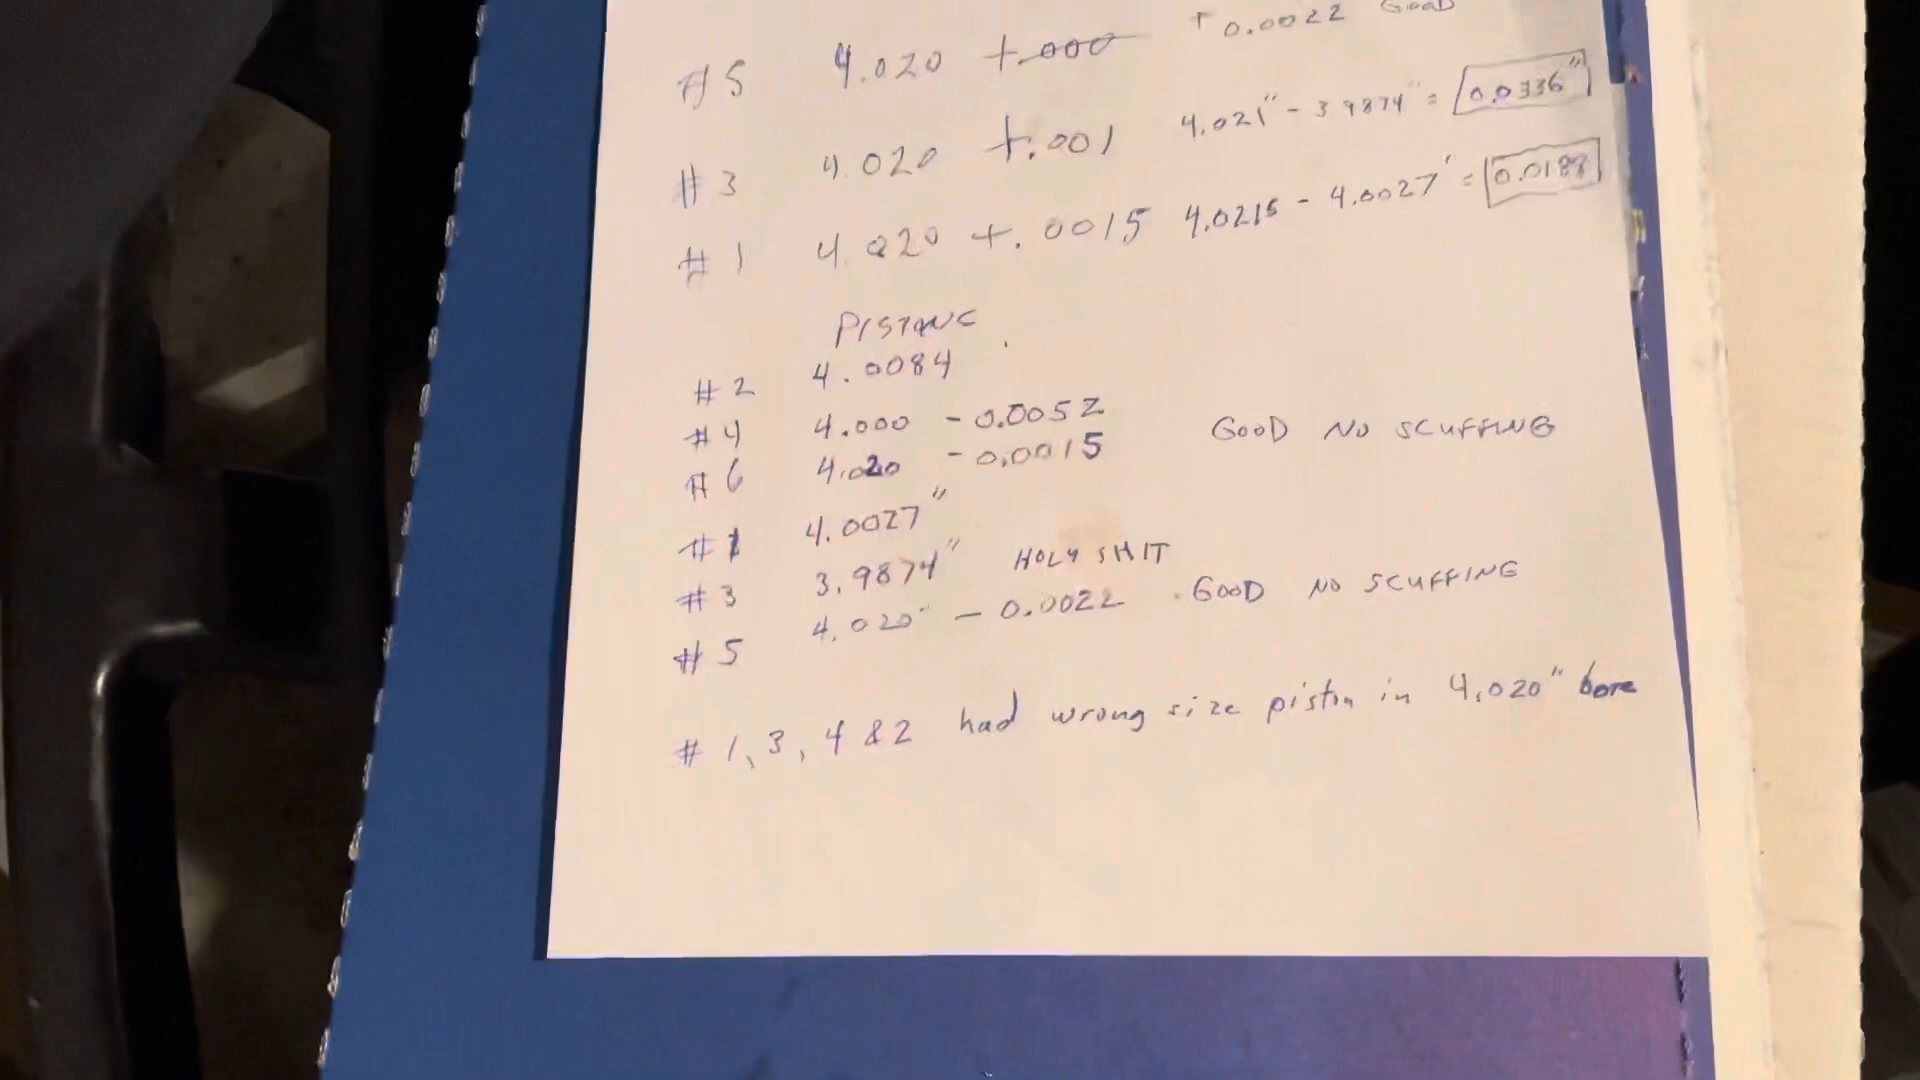 #5 4.020 +.000 + 0.0022 GOOD
#3 4.020 +.001 4.021" - 3.9874" = 0.0336"
#1 4.020 +.0015 4.0215 - 4.0027" = 0.0188
PISTONS
#2 4.0084
#4 4.000 - 0.0052
#6 4.020 - 0.0015 GOOD NO SCUFFING
#1 4.0027"
#3 3.9874" HOLY SHIT
#5 4.020" - 0.0022 GOOD NO SCUFFING
# 1, 3, 4 & 2 had wrong size piston in 4.020" bore